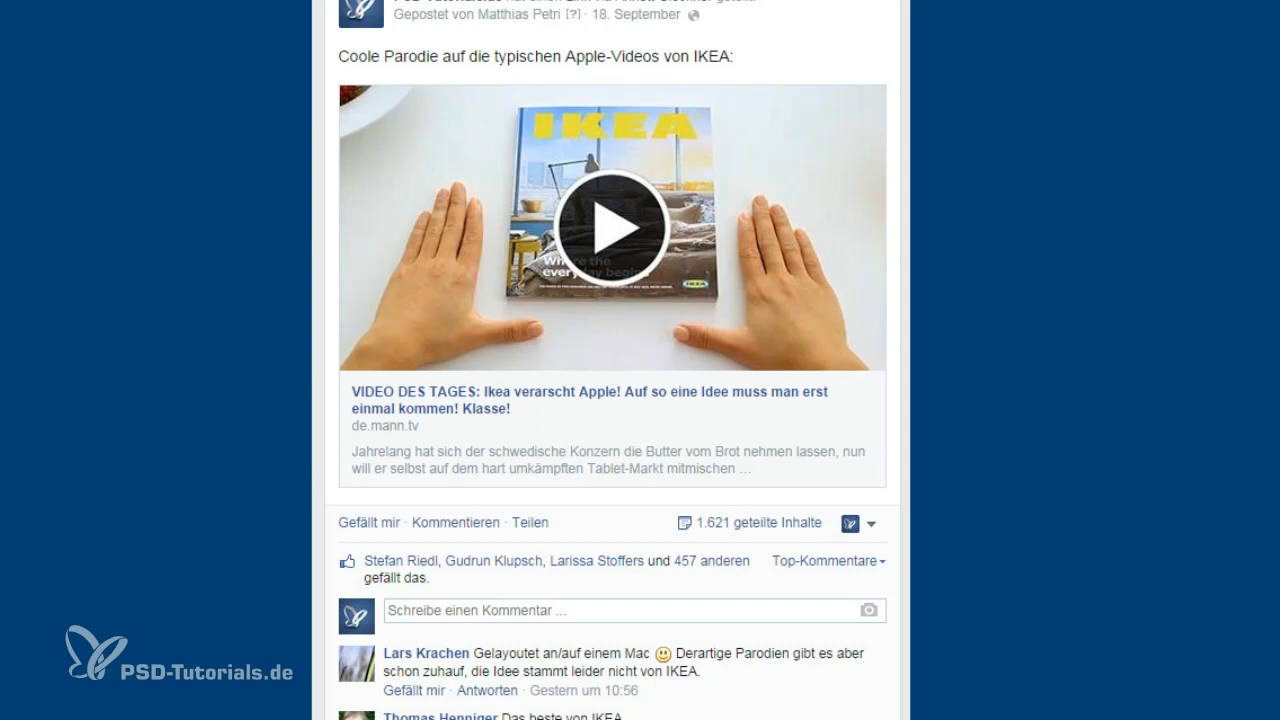 Gepostet von Matthias Petri [?] · 18. September
Coole Parodie auf die typischen Apple-Videos von IKEA:
IKEA
Where the
everyday begins
IKEA
VIDEO DES TAGES: Ikea verarscht Apple! Auf so eine Idee muss man erst
einmal kommen! Klasse!
de.mann.tv
Jahrelang hat sich der schwedische Konzern die Butter vom Brot nehmen lassen, nun
will er selbst auf dem hart umkämpften Tablet-Markt mitmischen ...
Gefällt mir · Kommentieren · Teilen 1.621 geteilte Inhalte
Stefan Riedl, Gudrun Klupsch, Larissa Stoffers und 457 anderen Top-Kommentare
gefällt das.
Schreibe einen Kommentar ...
Lars Krachen Gelayoutet an/auf einem Mac Derartige Parodien gibt es aber
schon zuhauf, die Idee stammt leider nicht von IKEA.
Gefällt mir · Antworten · Gestern um 10:56
Thomas Henniger Das beste von IKEA
PSD-Tutorials.de